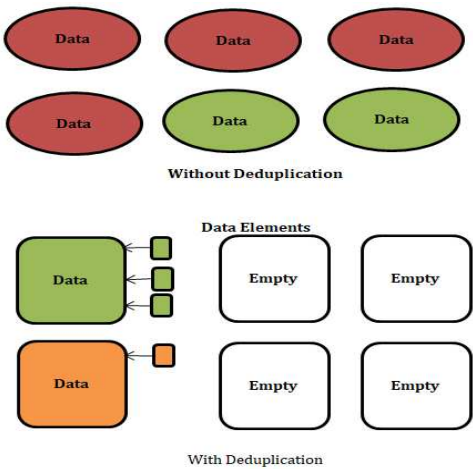 Data Data Data
Data Data Data
Without Deduplication
Data Elements
Data Empty Empty
Data Empty Empty
With Deduplication